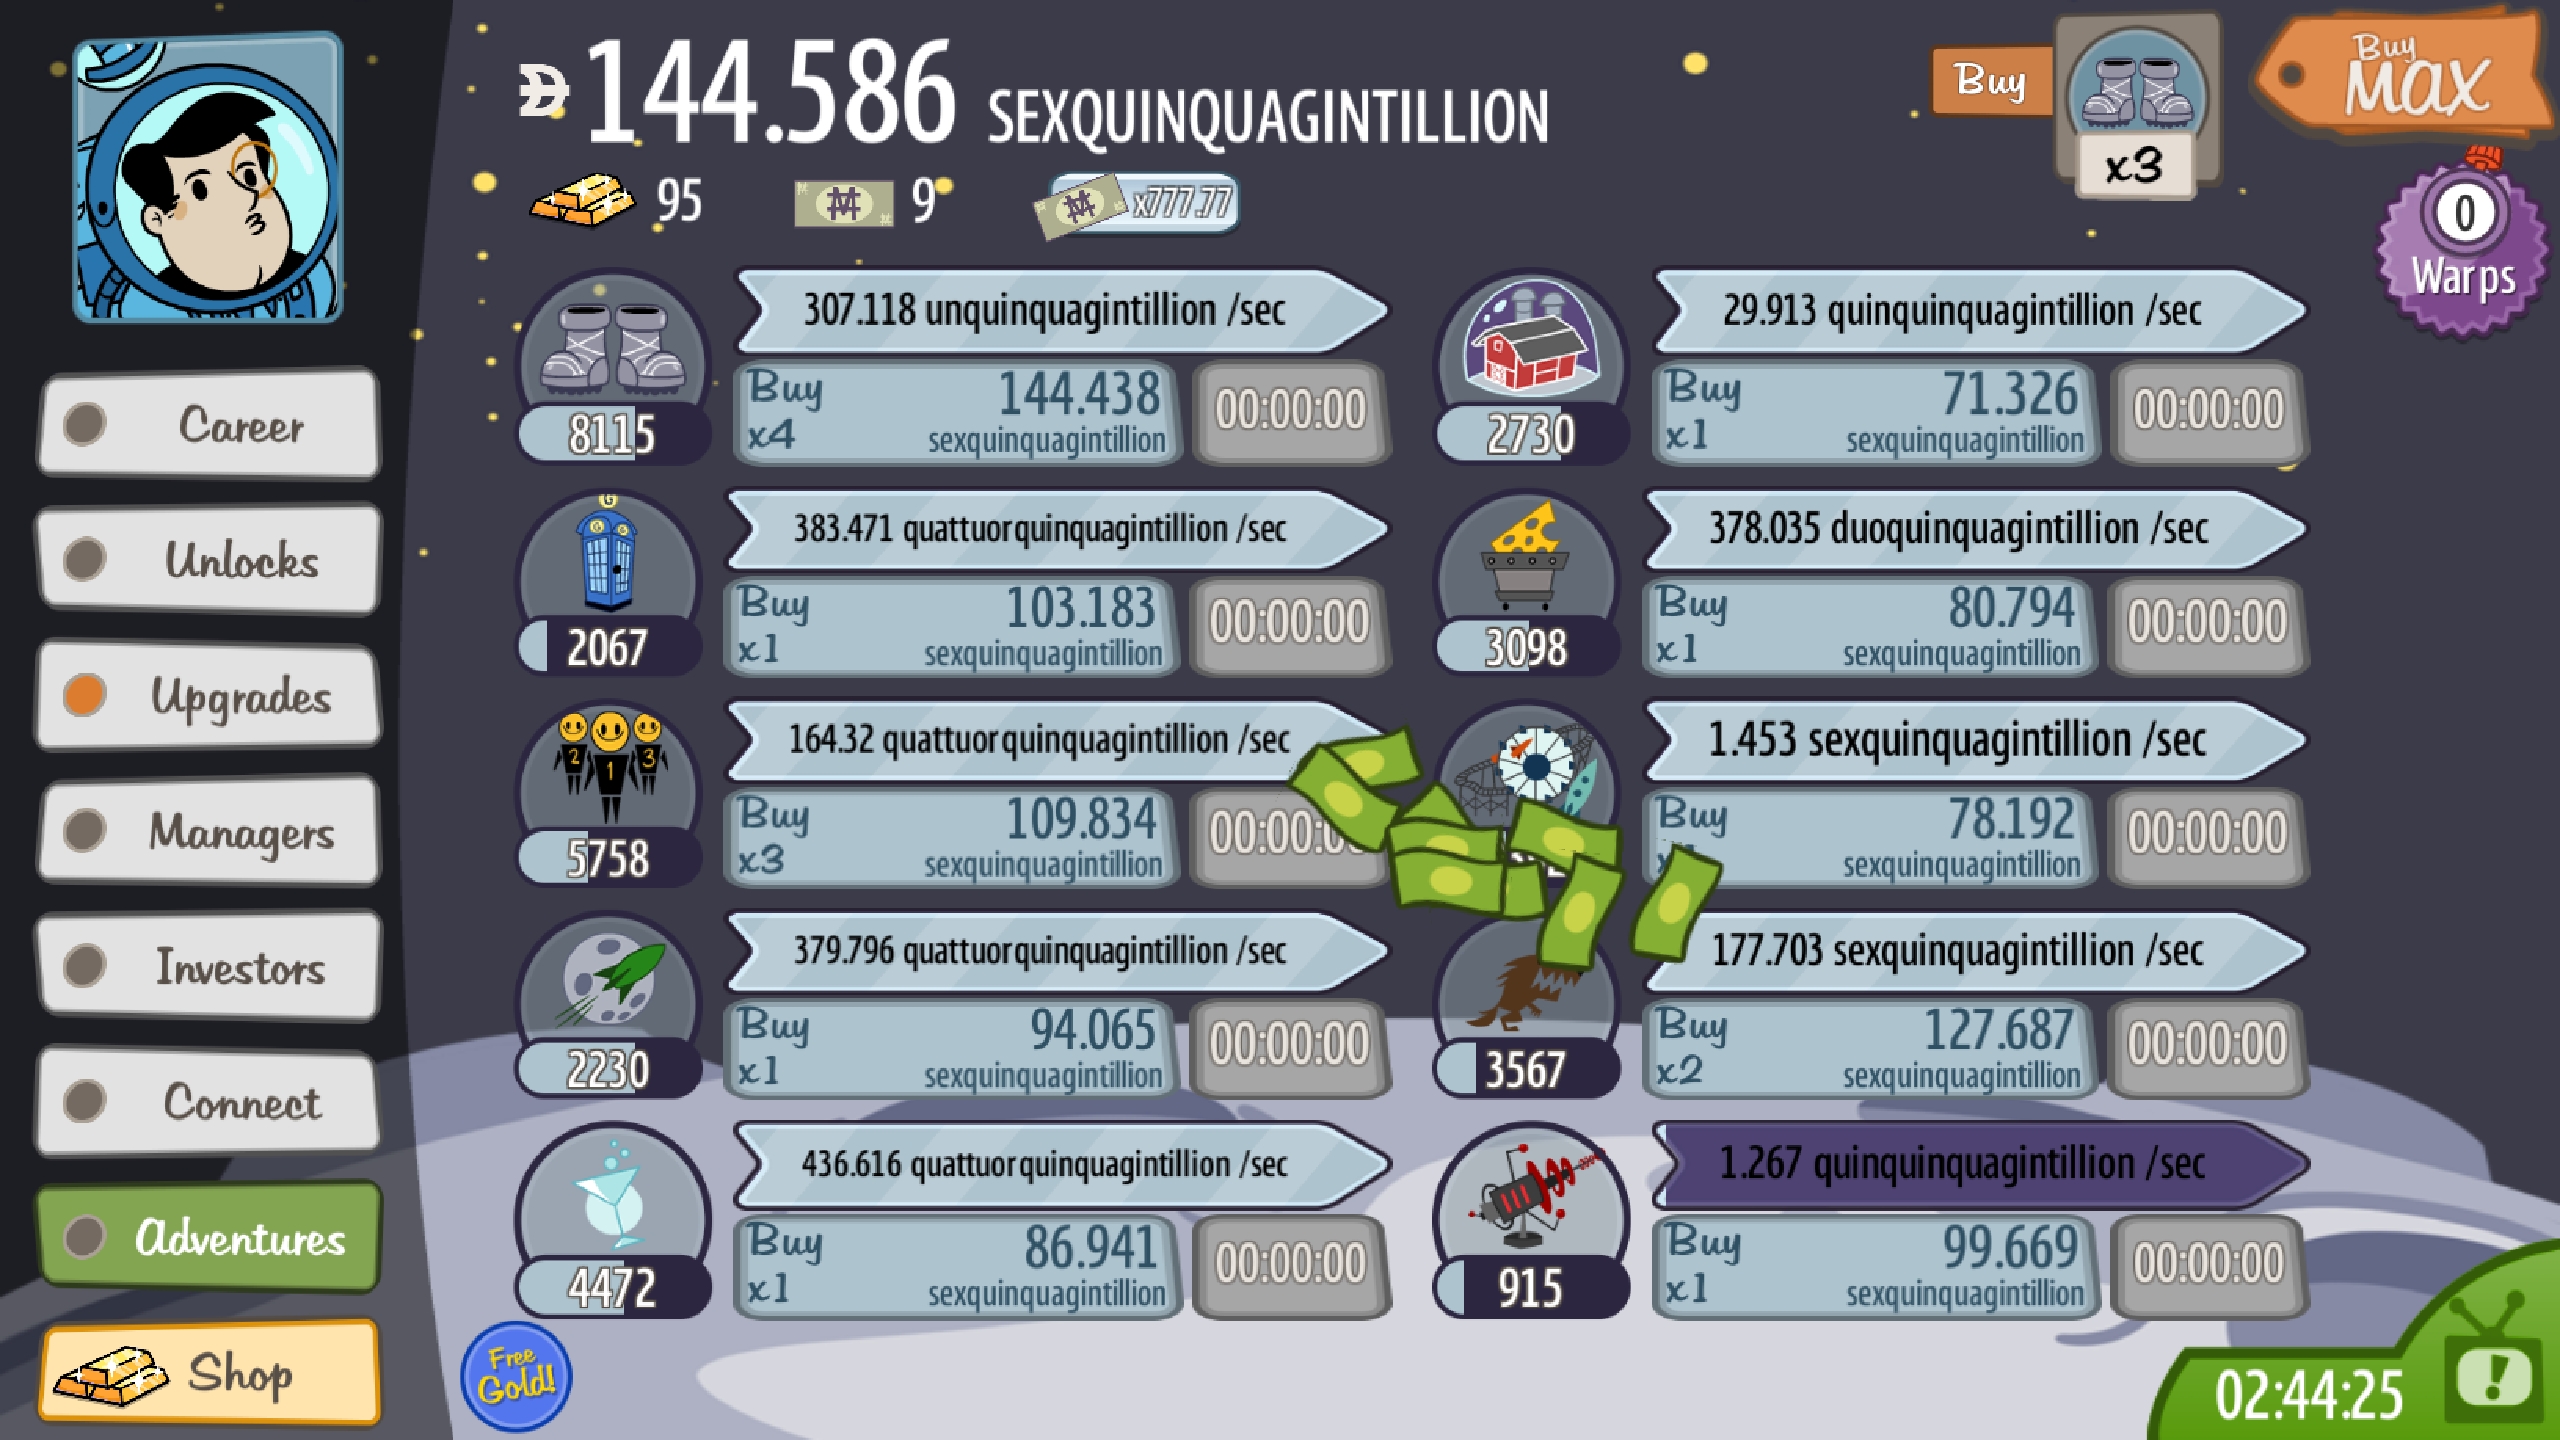 144.586 SEXQUINQUAGINTILLION
95
9
x777.77
Buy
x3
Buy
MAX
0
Warps
Career
Unlocks
Upgrades
Managers
Investors
Connect
Adventures
Shop
307.118 unquinquagintillion /sec
Buy 144.438
x4 sexquinquagintillion
00:00:00
8115
29.913 quinquinquagintillion /sec
Buy 71.326
x1 sexquinquagintillion
00:00:00
2730
383.471 quattuorquinquagintillion /sec
Buy 103.183
x1 sexquinquagintillion
00:00:00
2067
378.035 duoquinquagintillion /sec
Buy 80.794
x1 sexquinquagintillion
00:00:00
3098
2 1 3
164.32 quattuorquinquagintillion /sec
Buy 109.834
x3 sexquinquagintillion
5758
1.453 sexquinquagintillion /sec
Buy 78.192
sexquinquagintillion
00:00:00
379.796 quattuorquinquagintillion /sec
Buy 94.065
x1 sexquinquagintillion
00:00:00
2230
177.703 sexquinquagintillion /sec
Buy 127.687
x2 sexquinquagintillion
00:00:00
3567
436.616 quattuorquinquagintillion /sec
Buy 86.941
x1 sexquinquagintillion
00:00:00
4472
1.267 quinquinquagintillion /sec
Buy 99.669
x1 sexquinquagintillion
00:00:00
915
Free
Gold!
02:44:25
!